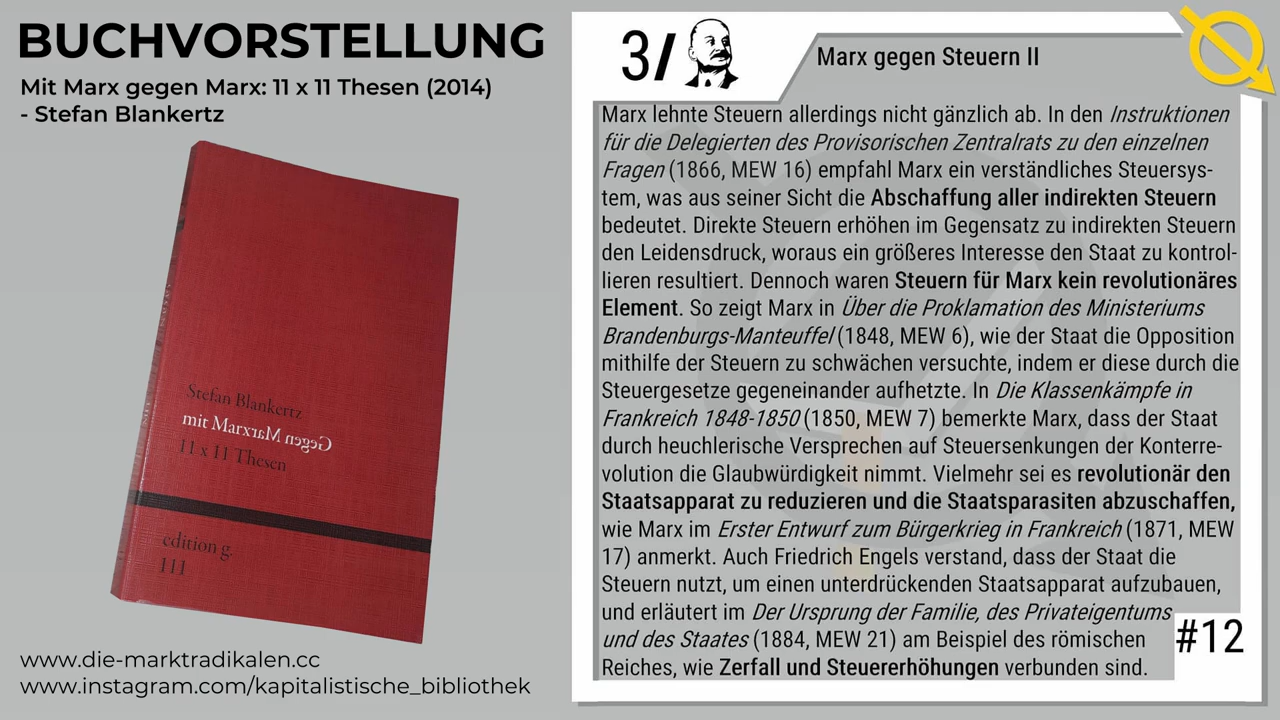 BUCHVORSTELLUNG
Mit Marx gegen Marx: 11 x 11 Thesen (2014)
- Stefan Blankertz
Stefan Blankertz
mit Marx
Gegen Marx
11 x 11 Thesen
edition g.
111
www.die-marktradikalen.cc
www.instagram.com/kapitalistische_bibliothek
3/
Marx gegen Steuern II
Marx lehnte Steuern allerdings nicht gänzlich ab. In den Instruktionen
für die Delegierten des Provisorischen Zentralrats zu den einzelnen
Fragen (1866, MEW 16) empfahl Marx ein verständliches Steuersys-
tem, was aus seiner Sicht die Abschaffung aller indirekten Steuern
bedeutet. Direkte Steuern erhöhen im Gegensatz zu indirekten Steuern
den Leidensdruck, woraus ein größeres Interesse den Staat zu kontrol-
lieren resultiert. Dennoch waren Steuern für Marx kein revolutionäres
Element. So zeigt Marx in Über die Proklamation des Ministeriums
Brandenburgs-Manteuffel (1848, MEW 6), wie der Staat die Opposition
mithilfe der Steuern zu schwächen versuchte, indem er diese durch die
Steuergesetze gegeneinander aufhetzte. In Die Klassenkämpfe in
Frankreich 1848-1850 (1850, MEW 7) bemerkte Marx, dass der Staat
durch heuchlerische Versprechen auf Steuersenkungen der Konterre-
volution die Glaubwürdigkeit nimmt. Vielmehr sei es revolutionär den
Staatsapparat zu reduzieren und die Staatsparasiten abzuschaffen,
wie Marx im Erster Entwurf zum Bürgerkrieg in Frankreich (1871, MEW
17) anmerkt. Auch Friedrich Engels verstand, dass der Staat die
Steuern nutzt, um einen unterdrückenden Staatsapparat aufzubauen,
und erläutert im Der Ursprung der Familie, des Privateigentums
und des Staates (1884, MEW 21) am Beispiel des römischen
Reiches, wie Zerfall und Steuererhöhungen verbunden sind.
#12